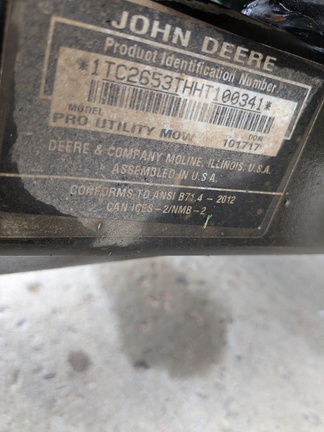 JOHN DEERE
Product Identification Number
*1TC2653THHT100341*
MODEL DOM
PRO UTILITY MOW 101717
DEERE & COMPANY MOLINE, ILLINOIS, U.S.A.
ASSEMBLED IN U.S.A.
CONFORMS TO ANSI B71.4 - 2012
CAN ICES-2/NMB-2